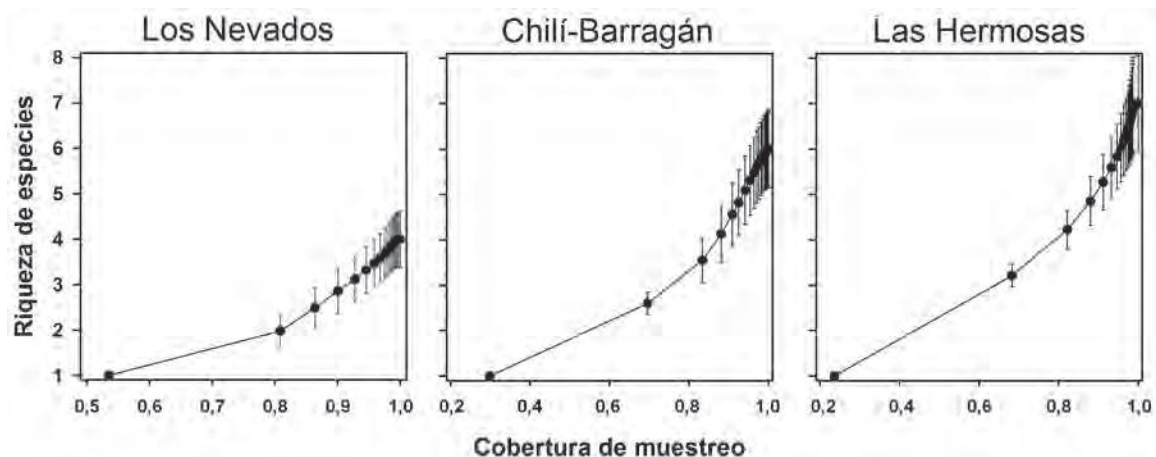 Los Nevados Chilí-Barragán Las Hermosas
Riqueza de especies
8
7
6
5
4
3
2
1
0,5 0,6 0,7 0,8 0,9 1,0 0,2 0,4 0,6 0,8 1,0 0,2 0,4 0,6 0,8 1,0
Cobertura de muestreo